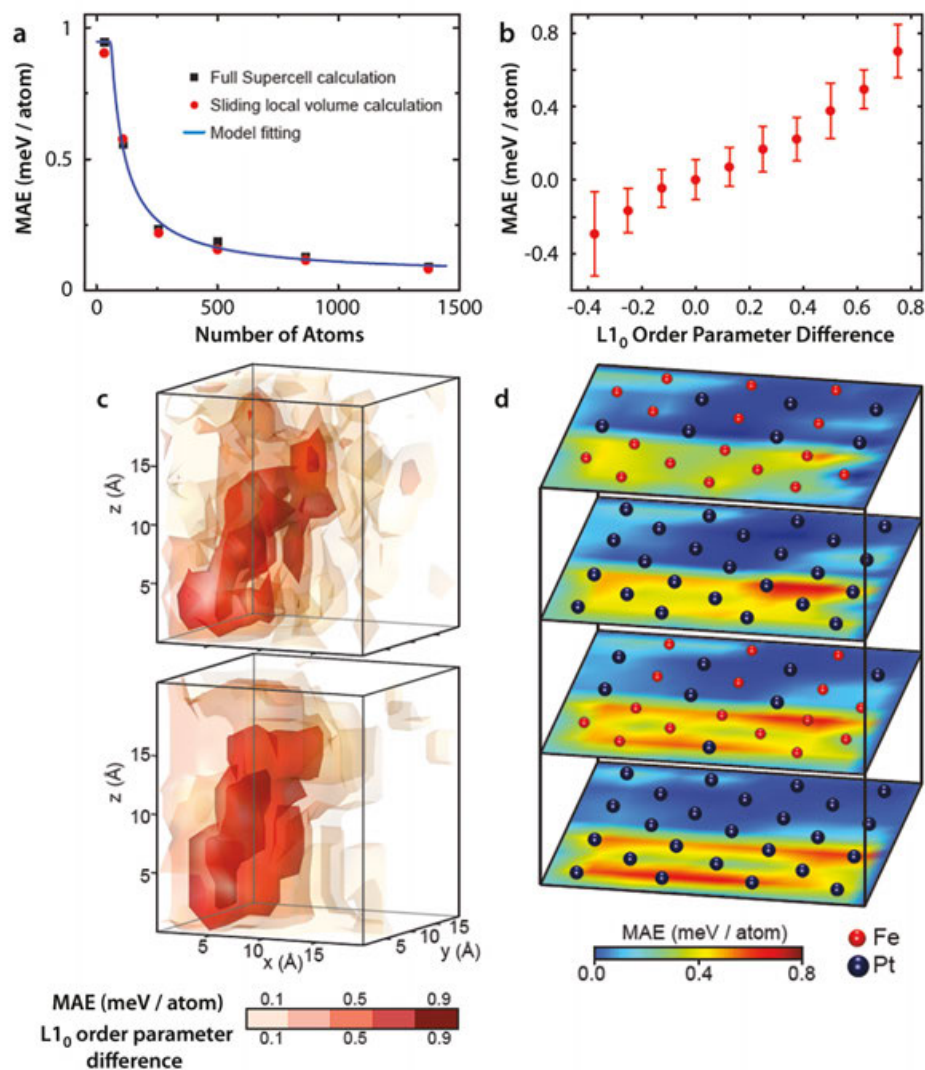 a
1
0.5
0
MAE (meV / atom)
Full Supercell calculation
Sliding local volume calculation
Model fitting
0 500 1000 1500
Number of Atoms
b
0.8
0.4
0.0
-0.4
MAE (meV / atom)
-0.4 -0.2 0.0 0.2 0.4 0.6 0.8
L1₀ Order Parameter Difference
c
z (Å)
15
10
5
z (Å)
15
10
5
5 10 15
x (Å)
5 10 15
y (Å)
MAE (meV / atom)
0.1 0.5 0.9
L1₀ order parameter
difference
0.1 0.5 0.9
d
MAE (meV / atom)
0.0 0.4 0.8
Fe
Pt